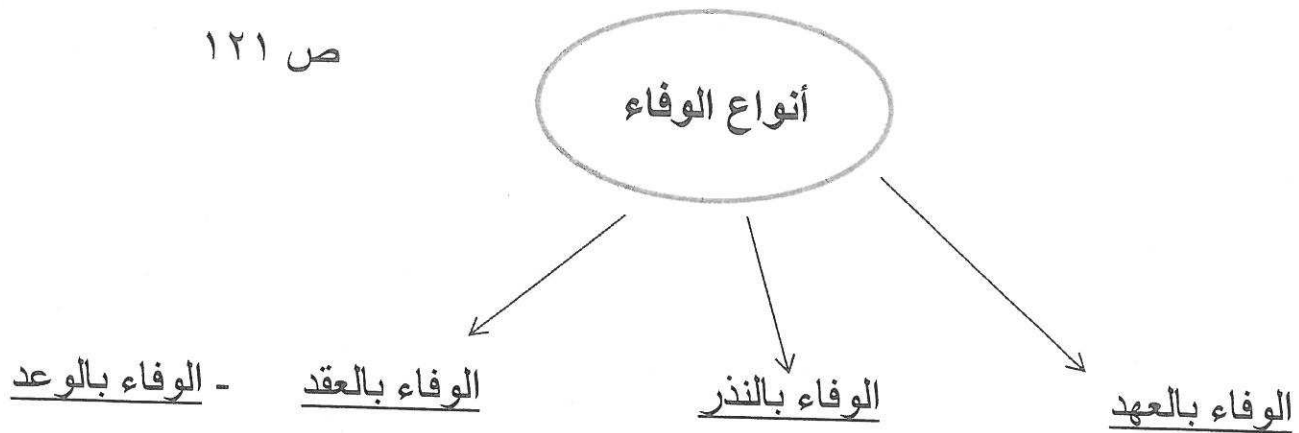 ص ١٢١
أنواع الوفاء
الوفاء بالعهد
الوفاء بالنذر
الوفاء بالعقد - الوفاء بالوعد